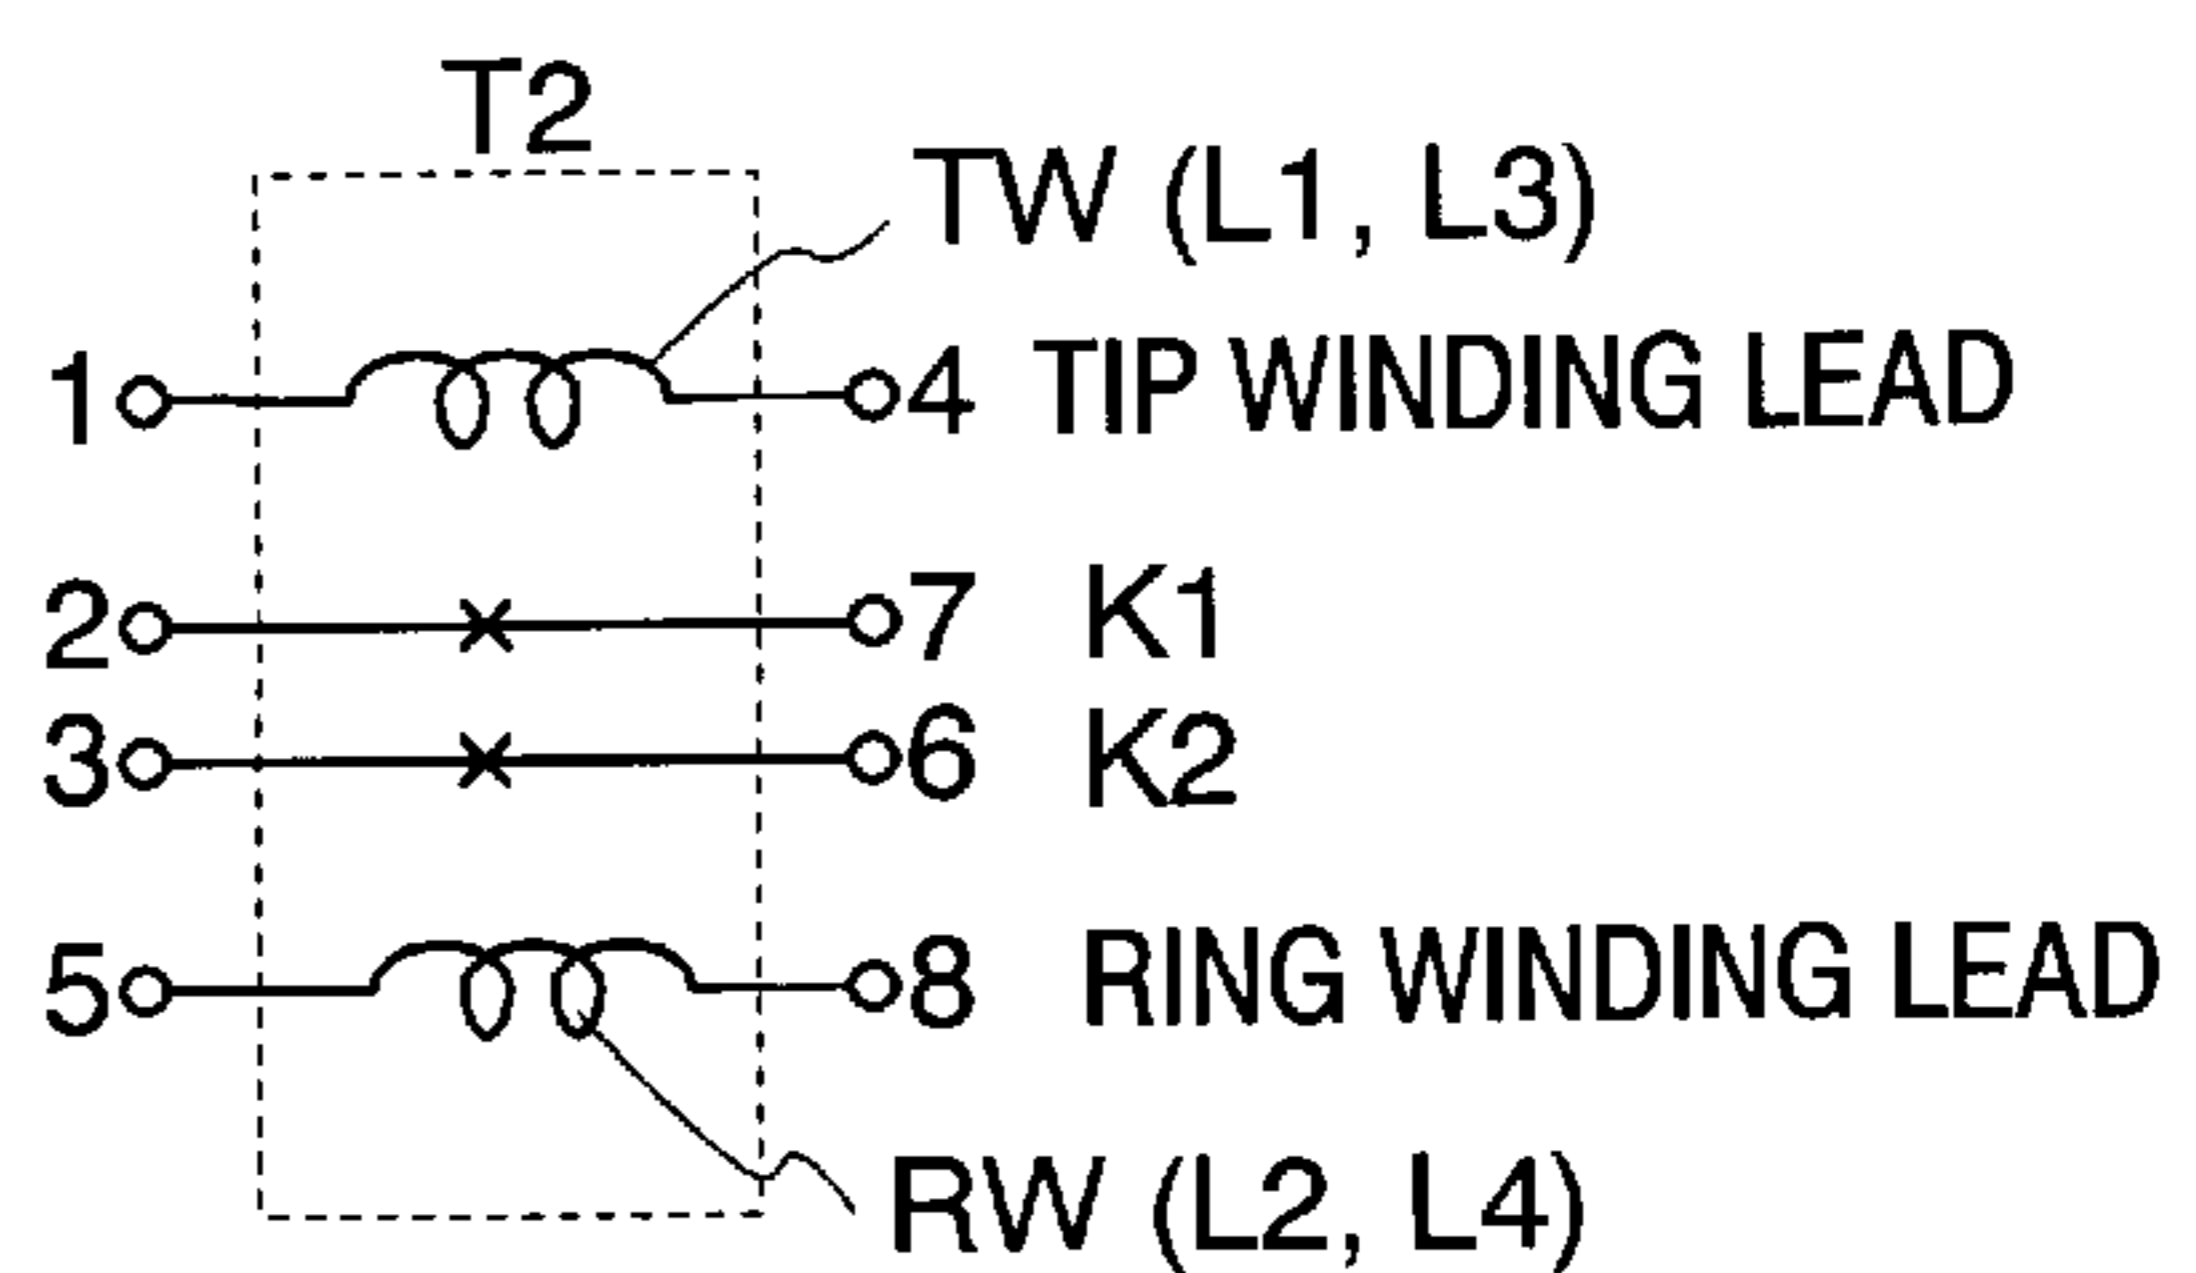 T2
TW (L1, L3)
1 4 TIP WINDING LEAD
2 7 K1
3 6 K2
5 8 RING WINDING LEAD
RW (L2, L4)